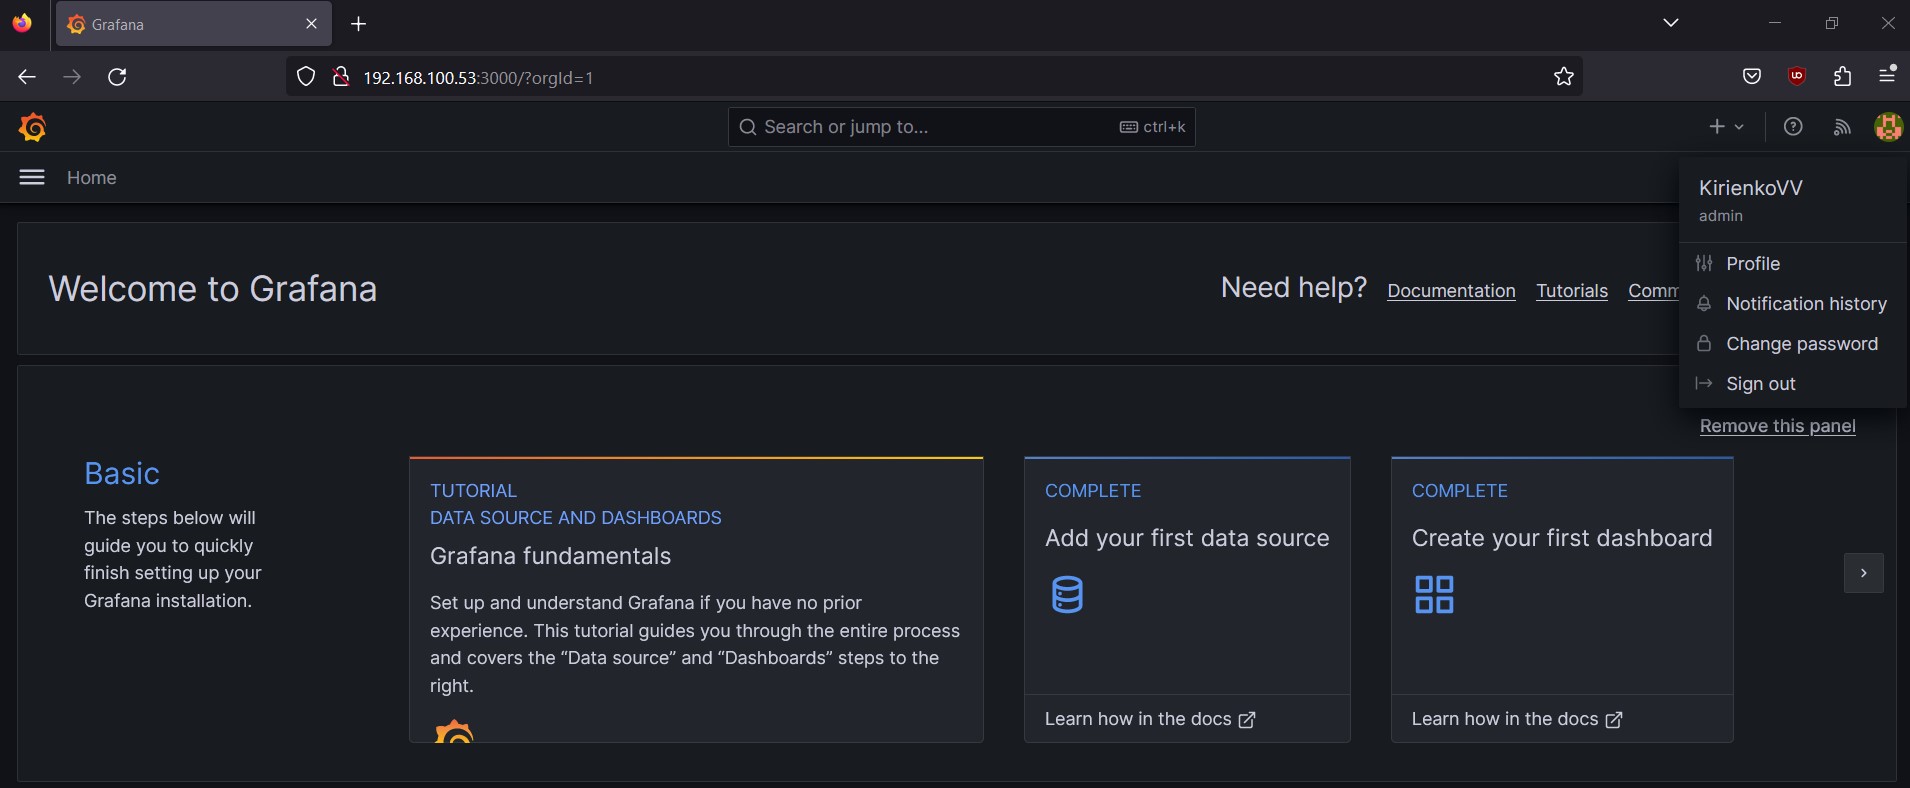 Grafana
192.168.100.53:3000/?orgId=1
Search or jump to...
ctrl+k
Home
KirienkoVV
admin
Profile
Notification history
Change password
Sign out
Welcome to Grafana
Need help?
Documentation
Tutorials
Comm
Remove this panel
Basic
The steps below will
guide you to quickly
finish setting up your
Grafana installation.
TUTORIAL
DATA SOURCE AND DASHBOARDS
Grafana fundamentals
Set up and understand Grafana if you have no prior
experience. This tutorial guides you through the entire process
and covers the “Data source” and “Dashboards” steps to the
right.
COMPLETE
Add your first data source
Learn how in the docs
COMPLETE
Create your first dashboard
Learn how in the docs